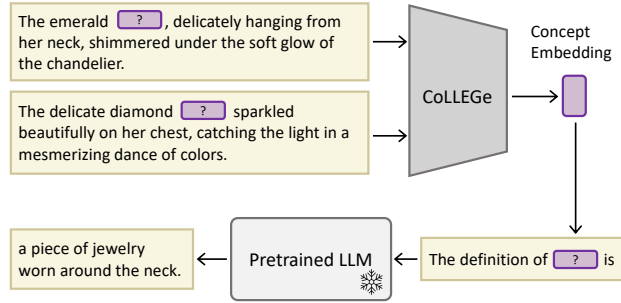 The emerald ? , delicately hanging from
her neck, shimmered under the soft glow of
the chandelier.
The delicate diamond ? sparkled
beautifully on her chest, catching the light in a
mesmerizing dance of colors.
CoLLEGe
Concept
Embedding
The definition of ? is
Pretrained LLM
a piece of jewelry
worn around the neck.